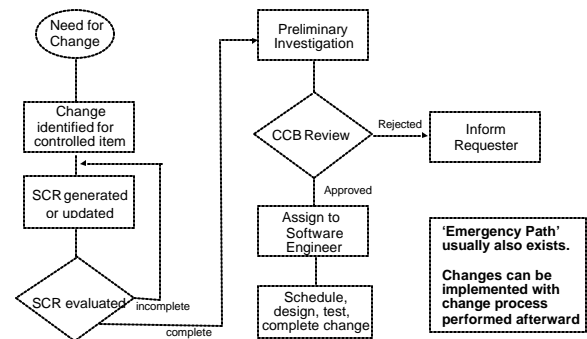 Need for
Change
Change
identified for
controlled item
SCR generated
or updated
SCR evaluated
incomplete
complete
Preliminary
Investigation
CCB Review
Rejected
Inform
Requester
Approved
Assign to
Software
Engineer
Schedule,
design, test,
complete change
‘Emergency Path’
usually also exists.
Changes can be
implemented with
change process
performed afterward